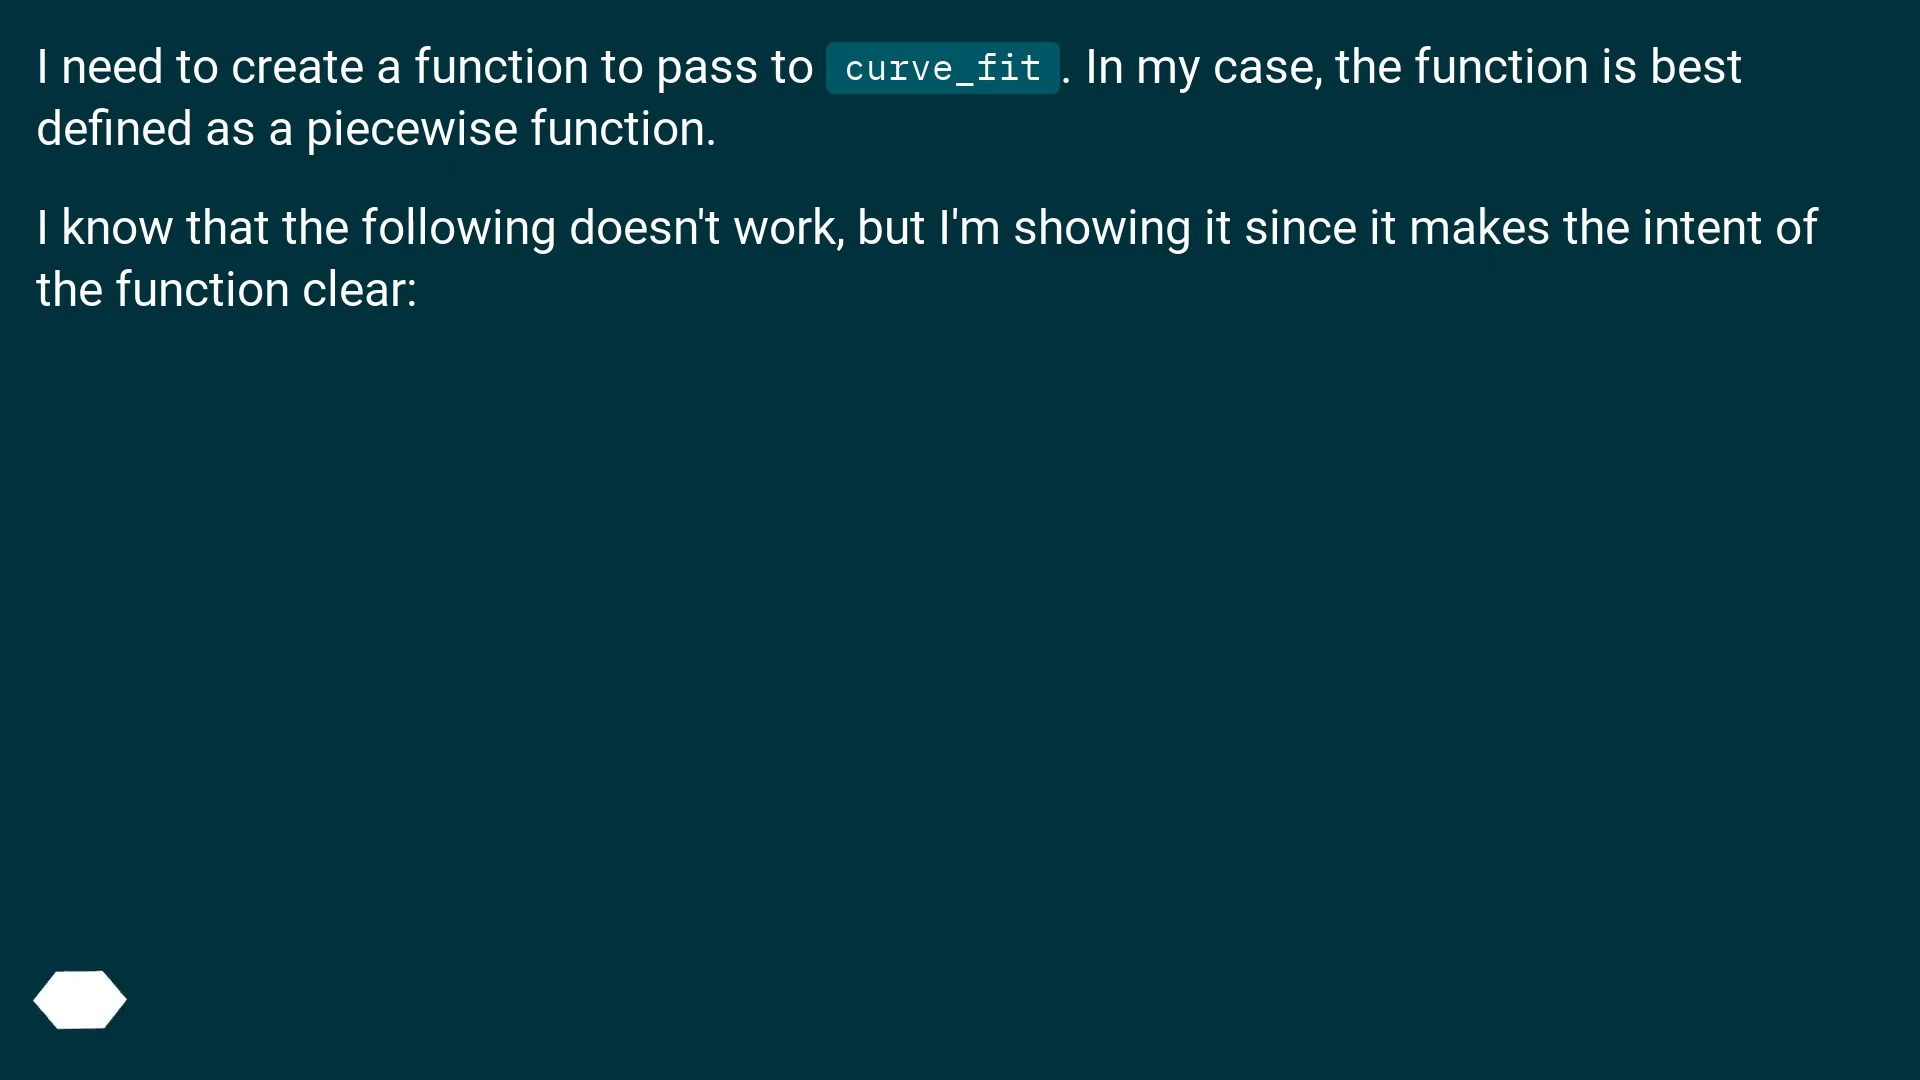 I need to create a function to pass to curve_fit. In my case, the function is best
defined as a piecewise function.
I know that the following doesn't work, but I'm showing it since it makes the intent of
the function clear: